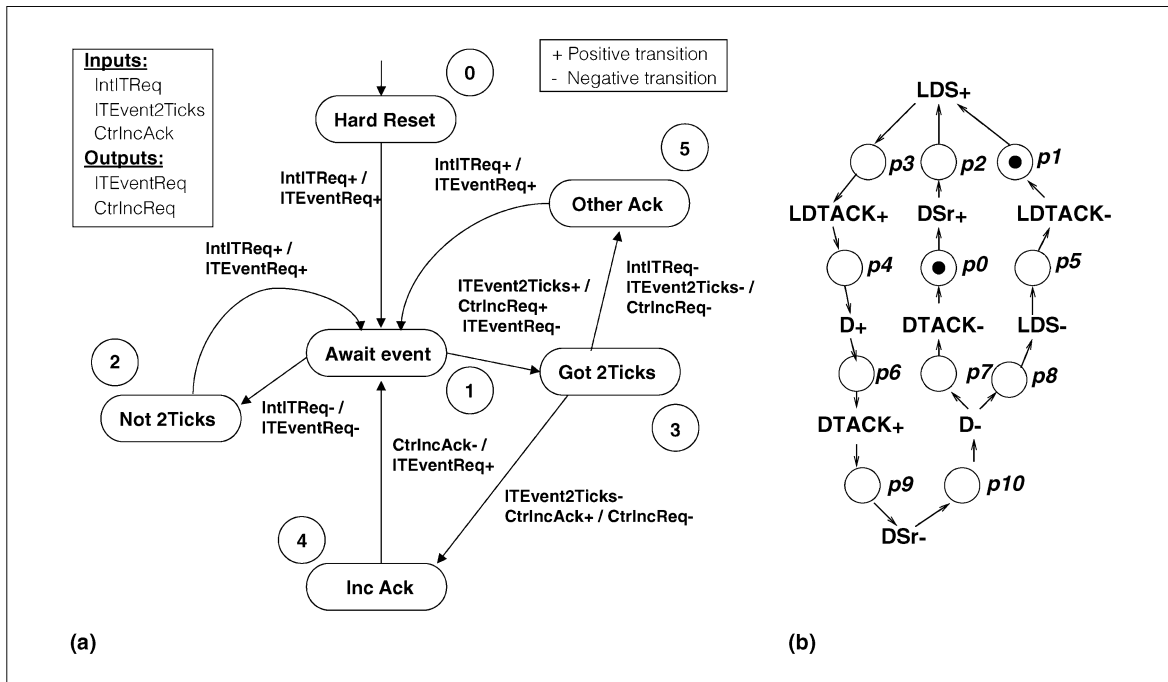 Inputs:
IntITReq
ITEvent2Ticks
CtrIncAck
Outputs:
ITEventReq
CtrIncReq
+ Positive transition
- Negative transition
0
Hard Reset
IntITReq+ /
ITEventReq+
5
IntITReq+ /
ITEventReq+
Other Ack
IntITReq+ /
ITEventReq+
ITEvent2Ticks+ /
CtrIncReq+
ITEventReq-
IntITReq-
ITEvent2Ticks- /
CtrIncReq-
2
Await event
1
Got 2Ticks
3
Not 2Ticks
IntITReq- /
ITEventReq-
CtrIncAck- /
ITEventReq+
ITEvent2Ticks-
CtrIncAck+ / CtrIncReq-
4
Inc Ack
(a)
LDS+
p3
p2
p1
LDTACK+
DSr+
LDTACK-
p4
p0
p5
D+
DTACK-
LDS-
p6
p7
p8
DTACK+
D-
p9
p10
DSr-
(b)